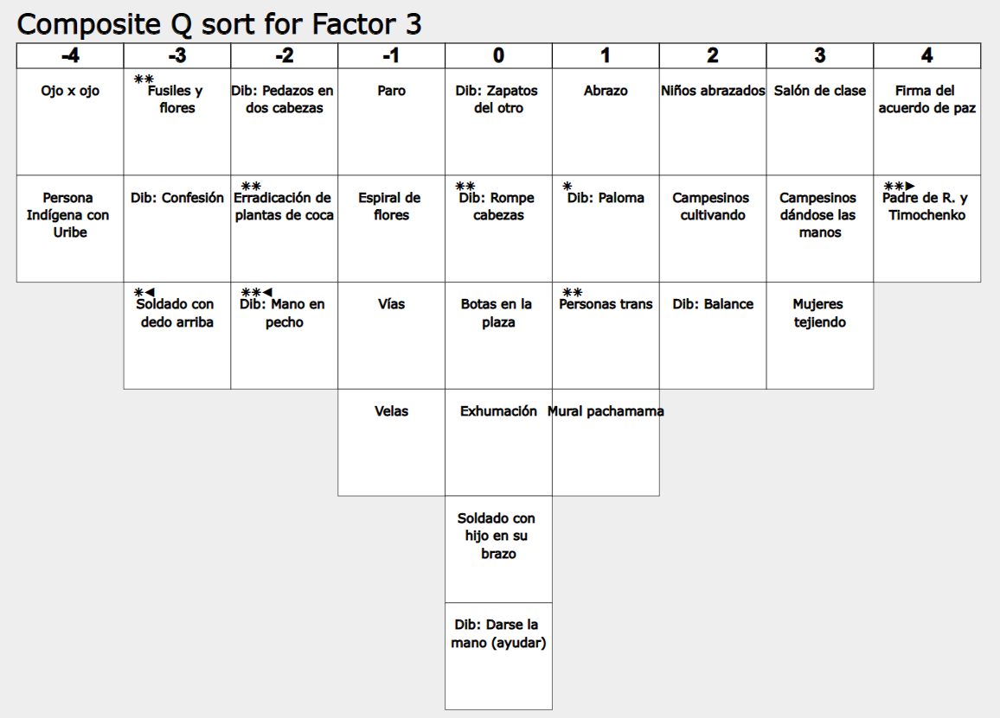 Composite Q sort for Factor 3
-4 -3 -2 -1 0 1 2 3 4
Ojo x ojo
**
Fusiles y
flores
Dib: Pedazos en
dos cabezas
Paro
Dib: Zapatos
del otro
Abrazo
Niños abrazados
Salón de clase
Firma del
acuerdo de paz
Persona
Indígena con
Uribe
Dib: Confesión
**
Erradicación de
plantas de coca
Espiral de
flores
**
Dib: Rompe
cabezas
*
Dib: Paloma
Campesinos
cultivando
Campesinos
dándose las
manos
**►
Padre de R. y
Timochenko
*◄
Soldado con
dedo arriba
**◄
Dib: Mano en
pecho
Vías
Botas en la
plaza
**
Personas trans
Dib: Balance
Mujeres
tejiendo
Velas
Exhumación
Mural pachamama
Soldado con
hijo en su
brazo
Dib: Darse la
mano (ayudar)